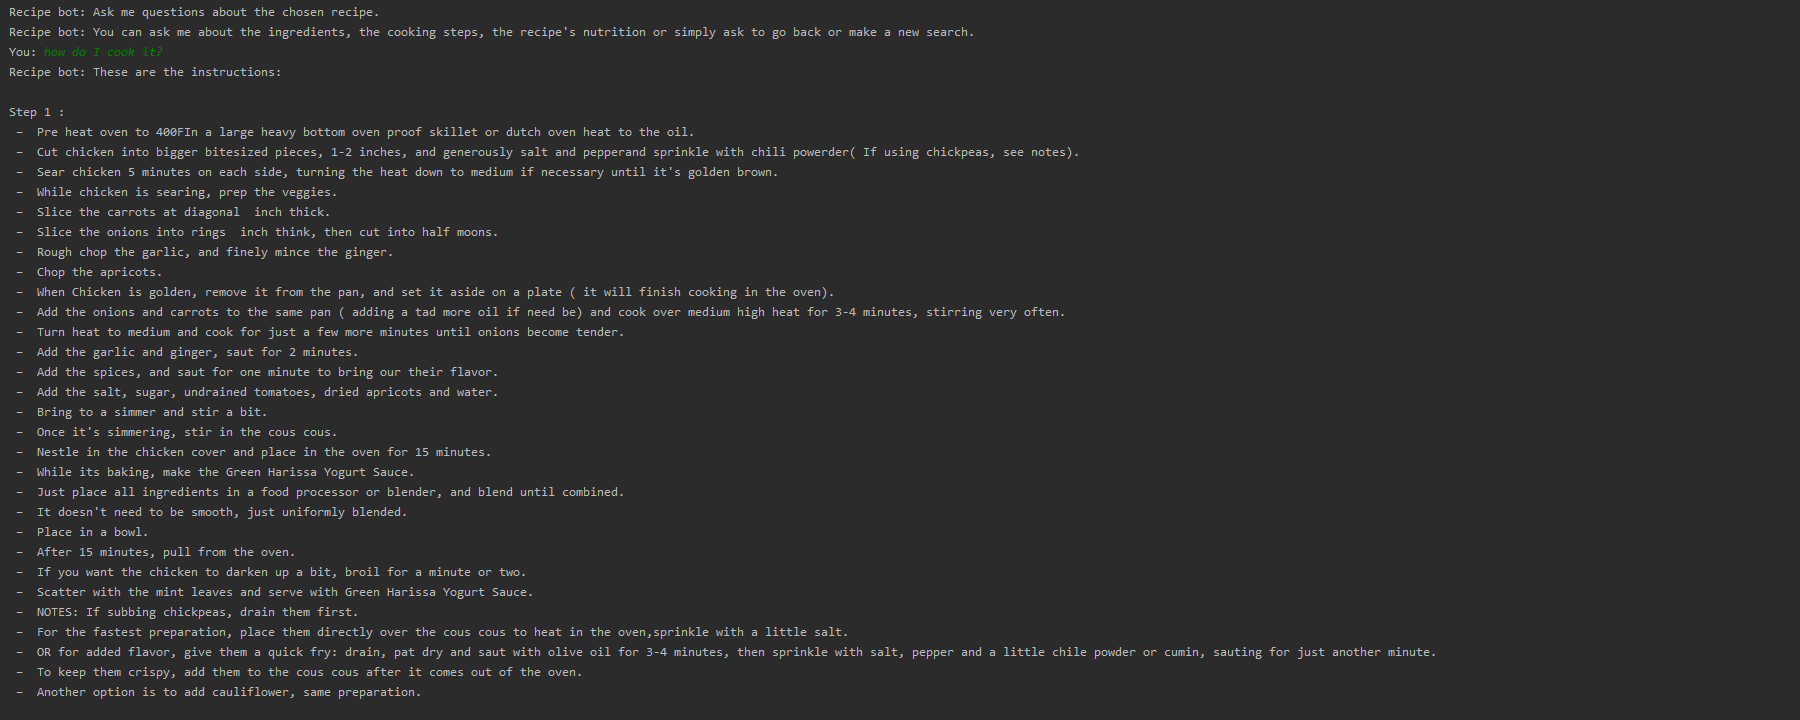 Recipe bot: Ask me questions about the chosen recipe.
Recipe bot: You can ask me about the ingredients, the cooking steps, the recipe's nutrition or simply ask to go back or make a new search.
You: how do I cook it?
Recipe bot: These are the instructions:
Step 1 :
–  Pre heat oven to 400FIn a large heavy bottom oven proof skillet or dutch oven heat to the oil.
–  Cut chicken into bigger bitesized pieces, 1-2 inches, and generously salt and pepperand sprinkle with chili powerder( If using chickpeas, see notes).
–  Sear chicken 5 minutes on each side, turning the heat down to medium if necessary until it's golden brown.
–  While chicken is searing, prep the veggies.
–  Slice the carrots at diagonal  inch thick.
–  Slice the onions into rings  inch think, then cut into half moons.
–  Rough chop the garlic, and finely mince the ginger.
–  Chop the apricots.
–  When Chicken is golden, remove it from the pan, and set it aside on a plate ( it will finish cooking in the oven).
–  Add the onions and carrots to the same pan ( adding a tad more oil if need be) and cook over medium high heat for 3-4 minutes, stirring very often.
–  Turn heat to medium and cook for just a few more minutes until onions become tender.
–  Add the garlic and ginger, saut for 2 minutes.
–  Add the spices, and saut for one minute to bring our their flavor.
–  Add the salt, sugar, undrained tomatoes, dried apricots and water.
–  Bring to a simmer and stir a bit.
–  Once it's simmering, stir in the cous cous.
–  Nestle in the chicken cover and place in the oven for 15 minutes.
–  While its baking, make the Green Harissa Yogurt Sauce.
–  Just place all ingredients in a food processor or blender, and blend until combined.
–  It doesn't need to be smooth, just uniformly blended.
–  Place in a bowl.
–  After 15 minutes, pull from the oven.
–  If you want the chicken to darken up a bit, broil for a minute or two.
–  Scatter with the mint leaves and serve with Green Harissa Yogurt Sauce.
–  NOTES: If subbing chickpeas, drain them first.
–  For the fastest preparation, place them directly over the cous cous to heat in the oven,sprinkle with a little salt.
–  OR for added flavor, give them a quick fry: drain, pat dry and saut with olive oil for 3-4 minutes, then sprinkle with salt, pepper and a little chile powder or cumin, sauting for just another minute.
–  To keep them crispy, add them to the cous cous after it comes out of the oven.
–  Another option is to add cauliflower, same preparation.